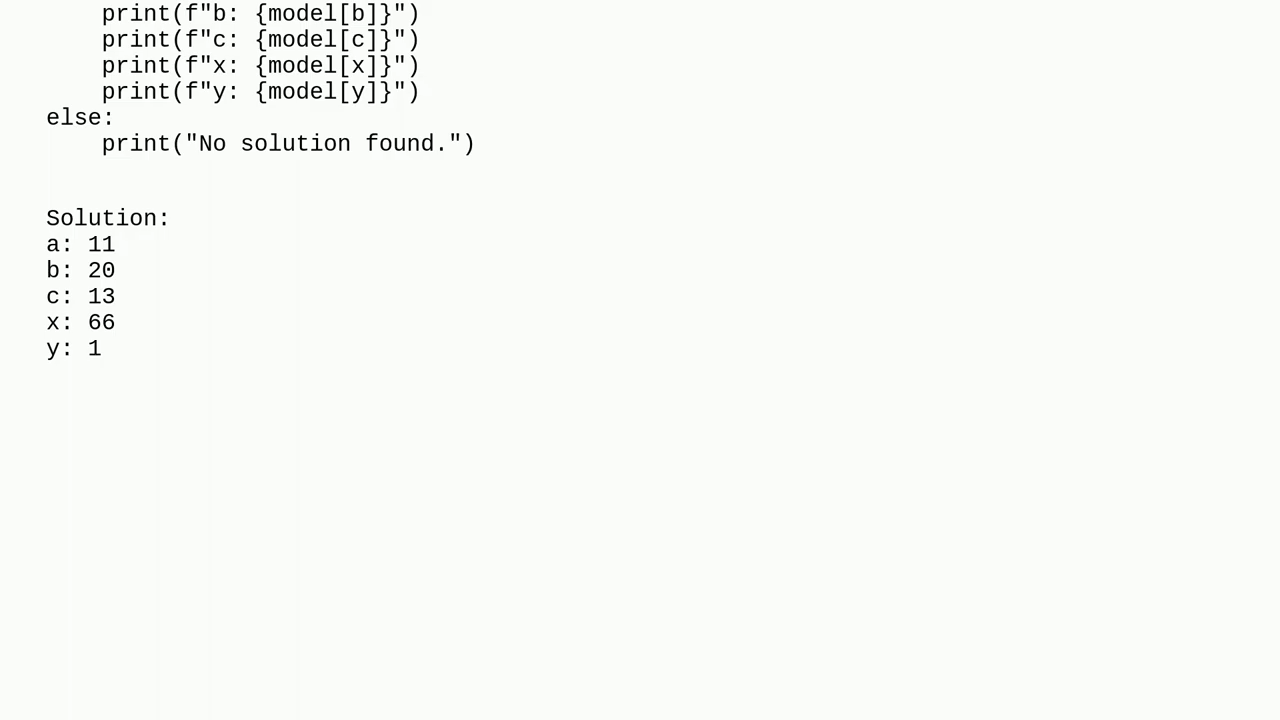 print(f"b: {model[b]}")
print(f"c: {model[c]}")
print(f"x: {model[x]}")
print(f"y: {model[y]}")
else:
print("No solution found.")
Solution:
a: 11
b: 20
c: 13
x: 66
y: 1